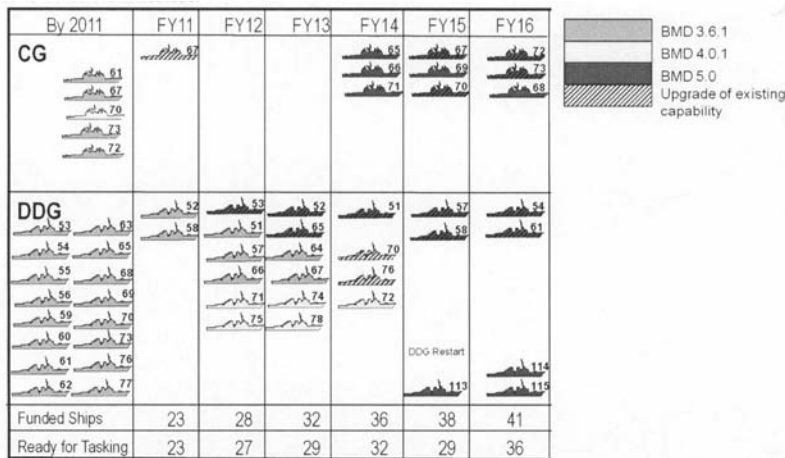 By 2011 FY11 FY12 FY13 FY14 FY15 FY16
CG
67 65 67 72
61 66 69 73
67 71 70 68
70
73
72
DDG
53 63 52 53 52 51 57 54
54 65 58 51 65 58 61
55 68 57 64 70
56 69 66 67 76
59 70 71 74 72
60 73 75 78
DDG Restart
61 76 114
62 77 113 115
Funded Ships 23 28 32 36 38 41
Ready for Tasking 23 27 29 32 29 36
BMD 3.6.1
BMD 4.0.1
BMD 5.0
Upgrade of existing
capability